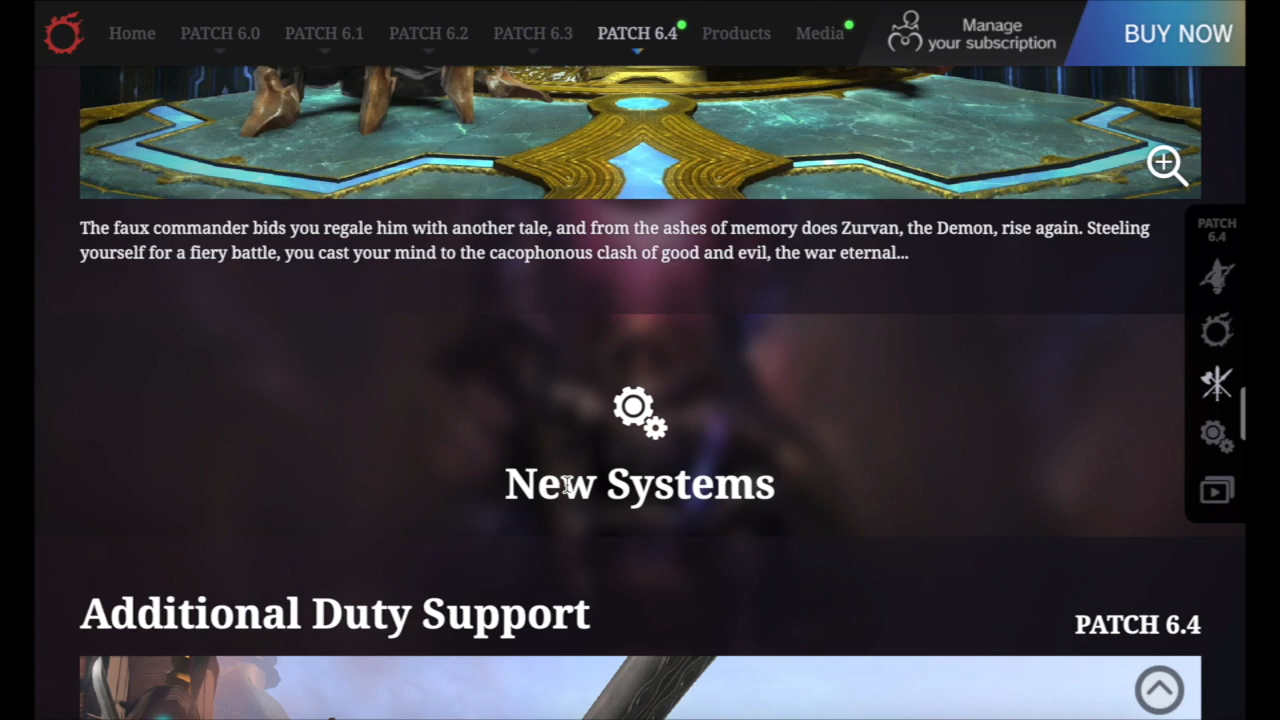 Home PATCH 6.0 PATCH 6.1 PATCH 6.2 PATCH 6.3 PATCH 6.4 Products Media Manage your subscription BUY NOW
The faux commander bids you regale him with another tale, and from the ashes of memory does Zurvan, the Demon, rise again. Steeling
yourself for a fiery battle, you cast your mind to the cacophonous clash of good and evil, the war eternal...
PATCH
6.4
New Systems
Additional Duty Support
PATCH 6.4